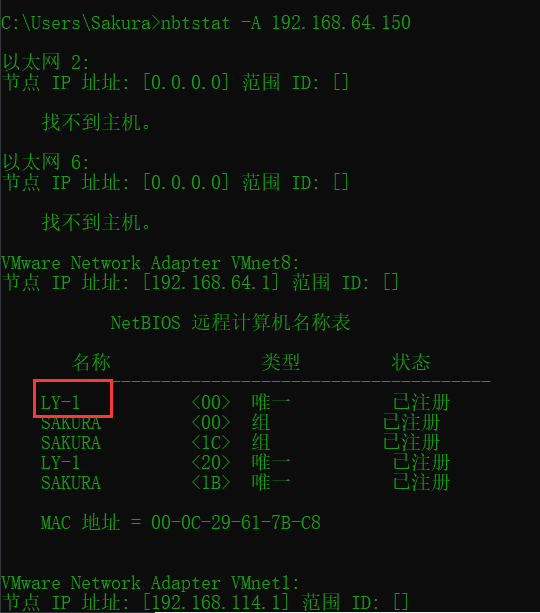 C:\Users\Sakura>nbtstat -A 192.168.64.150
以太网 2:
节点 IP 址址: [0.0.0.0] 范围 ID: []
找不到主机。
以太网 6:
节点 IP 址址: [0.0.0.0] 范围 ID: []
找不到主机。
VMware Network Adapter VMnet8:
节点 IP 址址: [192.168.64.1] 范围 ID: []
NetBIOS 远程计算机名称表
名称 类型 状态
---------------------------------------------
LY-1 <00> 唯一 已注册
SAKURA <00> 组 已注册
SAKURA <1C> 组 已注册
LY-1 <20> 唯一 已注册
SAKURA <1B> 唯一 已注册
MAC 地址 = 00-0C-29-61-7B-C8
VMware Network Adapter VMnet1:
节点 IP 址址: [192.168.114.1] 范围 ID: []